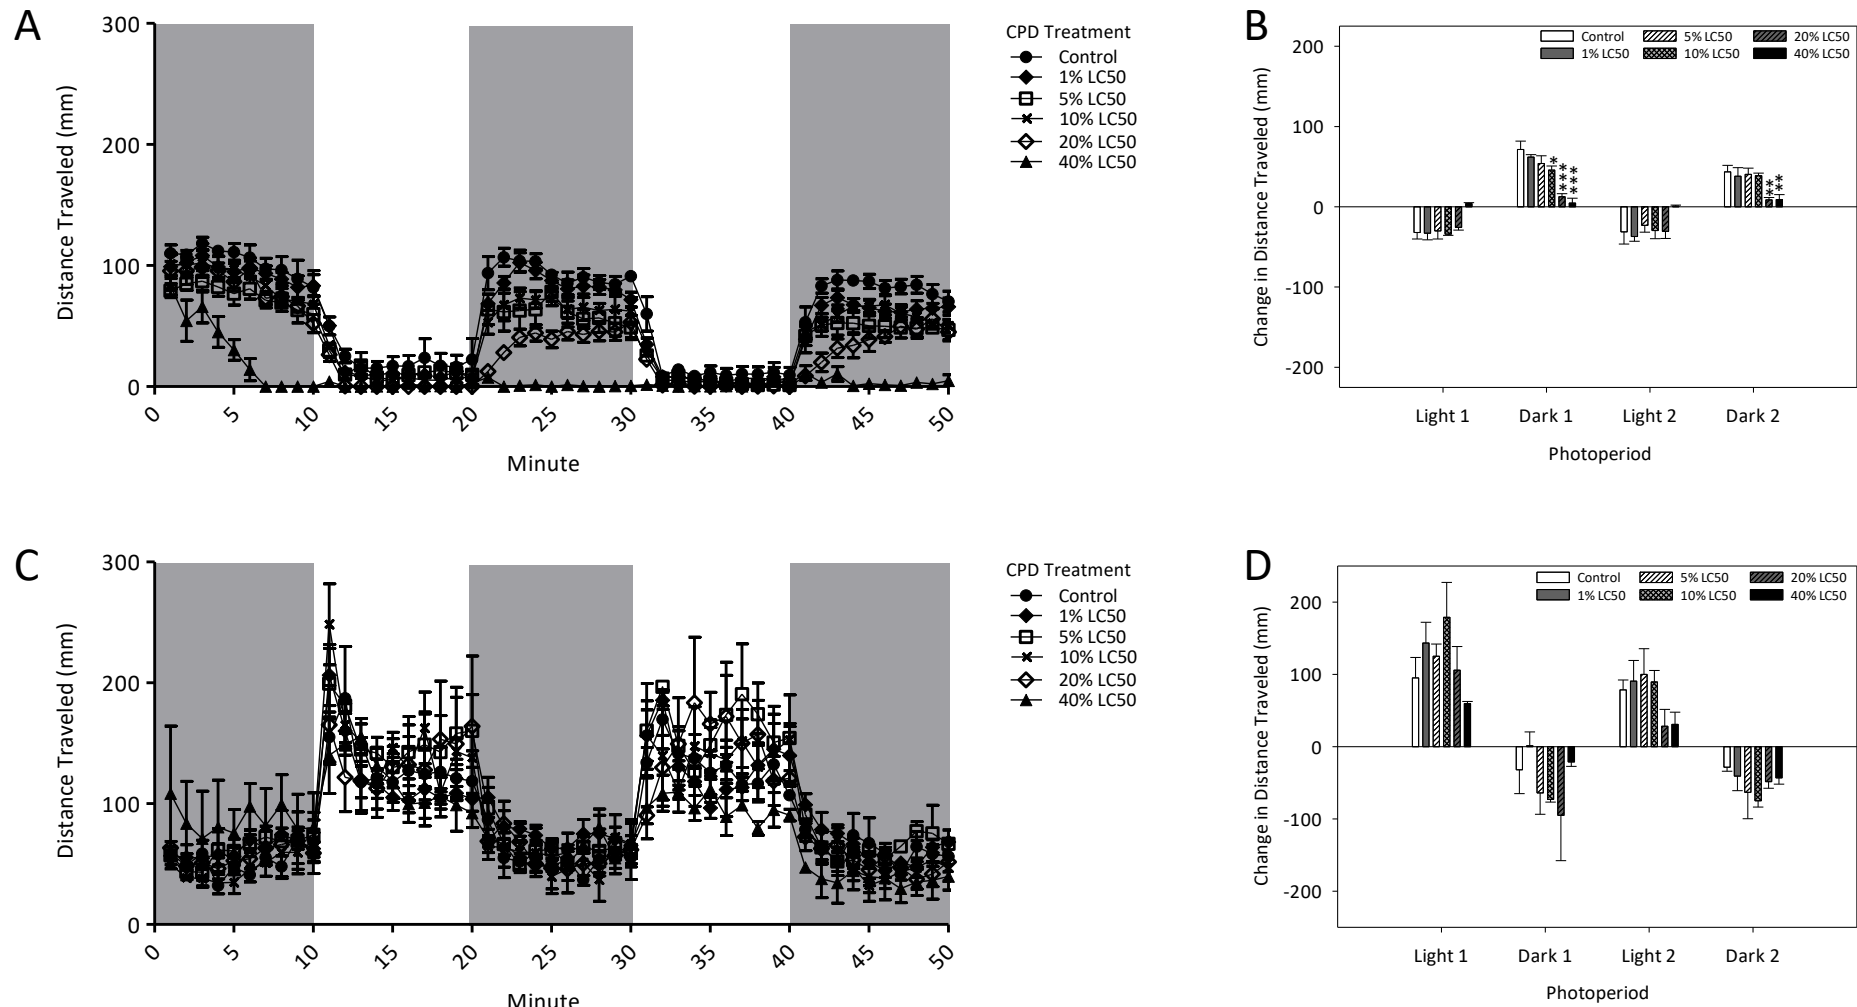 A
300
200
100
0
Distance Traveled (mm)
0
5
10
15
20
25
30
35
40
45
50
Minute
CPD Treatment
Control
1% LC50
5% LC50
10% LC50
20% LC50
40% LC50
B
200
100
0
-100
-200
Change in Distance Traveled (mm)
Control
5% LC50
20% LC50
1% LC50
10% LC50
40% LC50
*
***
***
**
**
Light 1
Dark 1
Light 2
Dark 2
Photoperiod
C
300
200
100
0
Distance Traveled (mm)
0
5
10
15
20
25
30
35
40
45
50
Minute
CPD Treatment
Control
1% LC50
5% LC50
10% LC50
20% LC50
40% LC50
D
200
100
0
-100
-200
Change in Distance Traveled (mm)
Control
5% LC50
20% LC50
1% LC50
10% LC50
40% LC50
Light 1
Dark 1
Light 2
Dark 2
Photoperiod